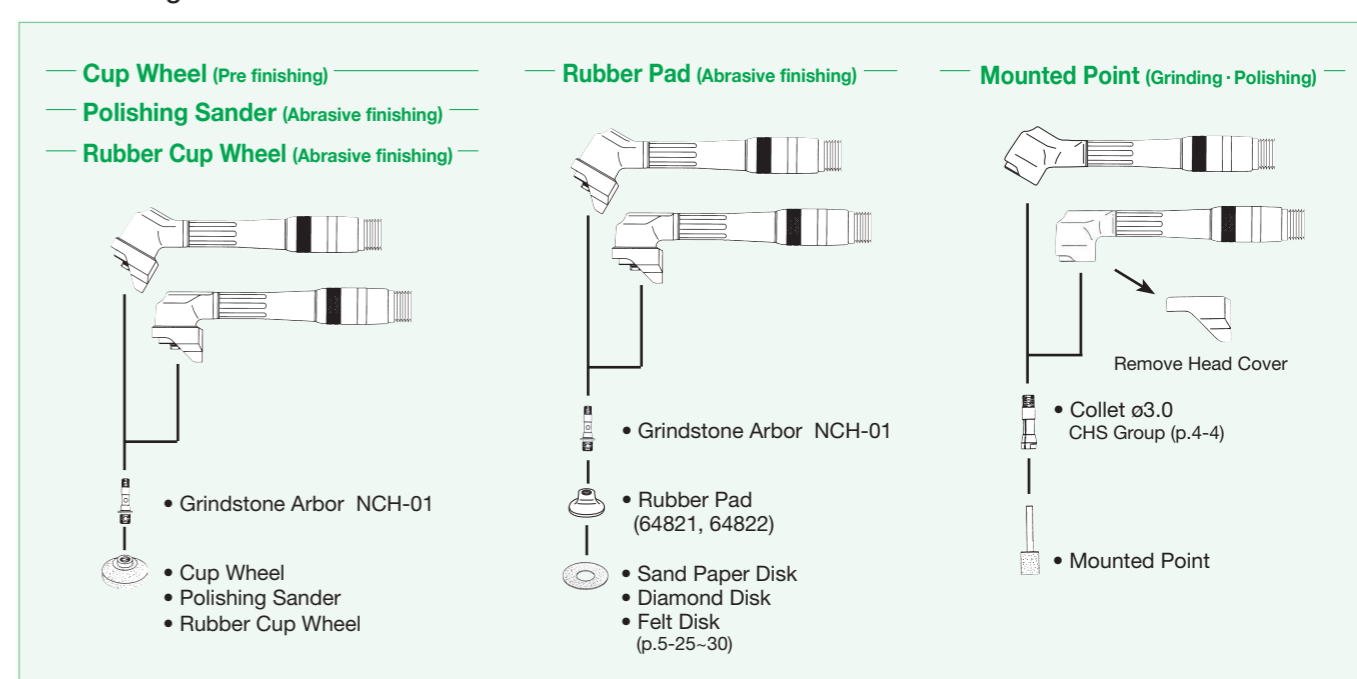 Cup Wheel (Pre finishing)
Polishing Sander (Abrasive finishing)
Rubber Cup Wheel (Abrasive finishing)
• Grindstone Arbor NCH-01
• Cup Wheel
• Polishing Sander
• Rubber Cup Wheel
Rubber Pad (Abrasive finishing)
• Grindstone Arbor NCH-01
• Rubber Pad
(64821, 64822)
• Sand Paper Disk
• Diamond Disk
• Felt Disk
(p.5-25~30)
Mounted Point (Grinding · Polishing)
Remove Head Cover
• Collet ø3.0
CHS Group (p.4-4)
• Mounted Point